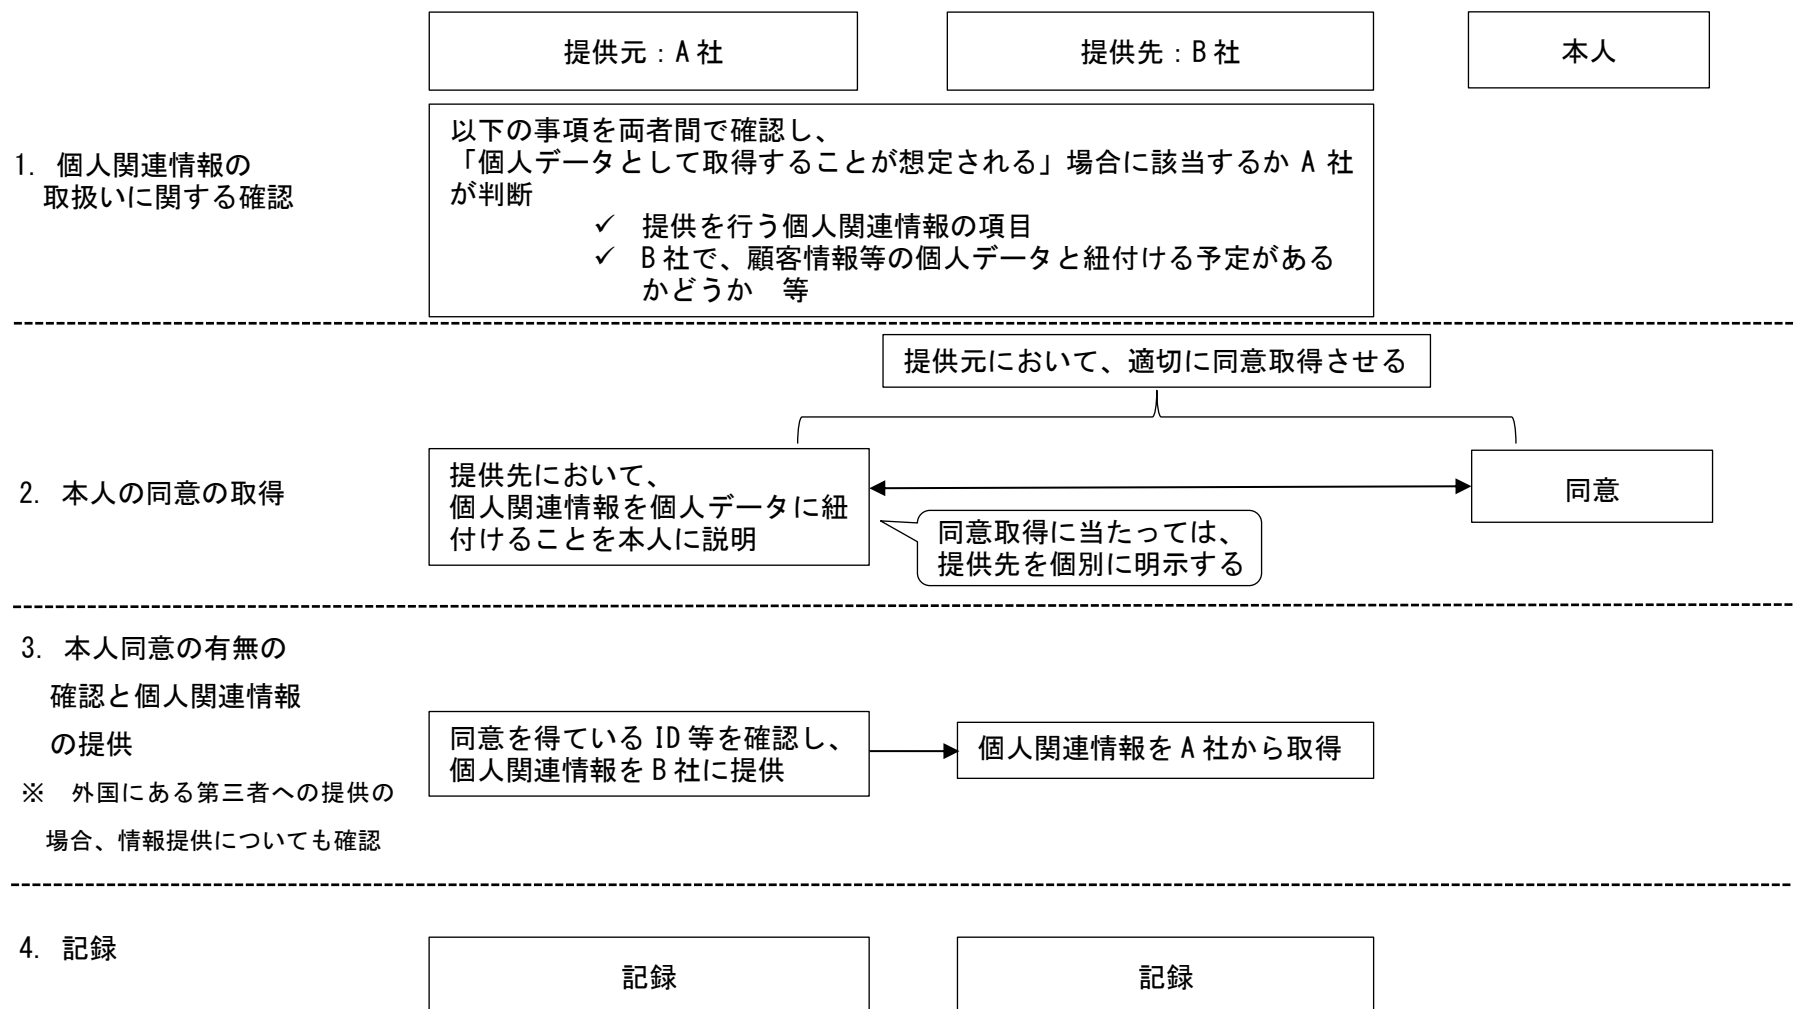 提供元：A社
提供先：B社
本人
1. 個人関連情報の
取扱いに関する確認
以下の事項を両者間で確認し、
「個人データとして取得することが想定される」場合に該当するか A 社
が判断
✓ 提供を行う個人関連情報の項目
✓ B社で、顧客情報等の個人データと紐付ける予定がある
かどうか　等
提供元において、適切に同意取得させる
2. 本人の同意の取得
提供先において、
個人関連情報を個人データに紐
付けることを本人に説明
同意
同意取得に当たっては、
提供先を個別に明示する
3. 本人同意の有無の
確認と個人関連情報
の提供
※　外国にある第三者への提供の
場合、情報提供についても確認
同意を得ている ID 等を確認し、
個人関連情報を B 社に提供
個人関連情報を A 社から取得
4. 記録
記録
記録